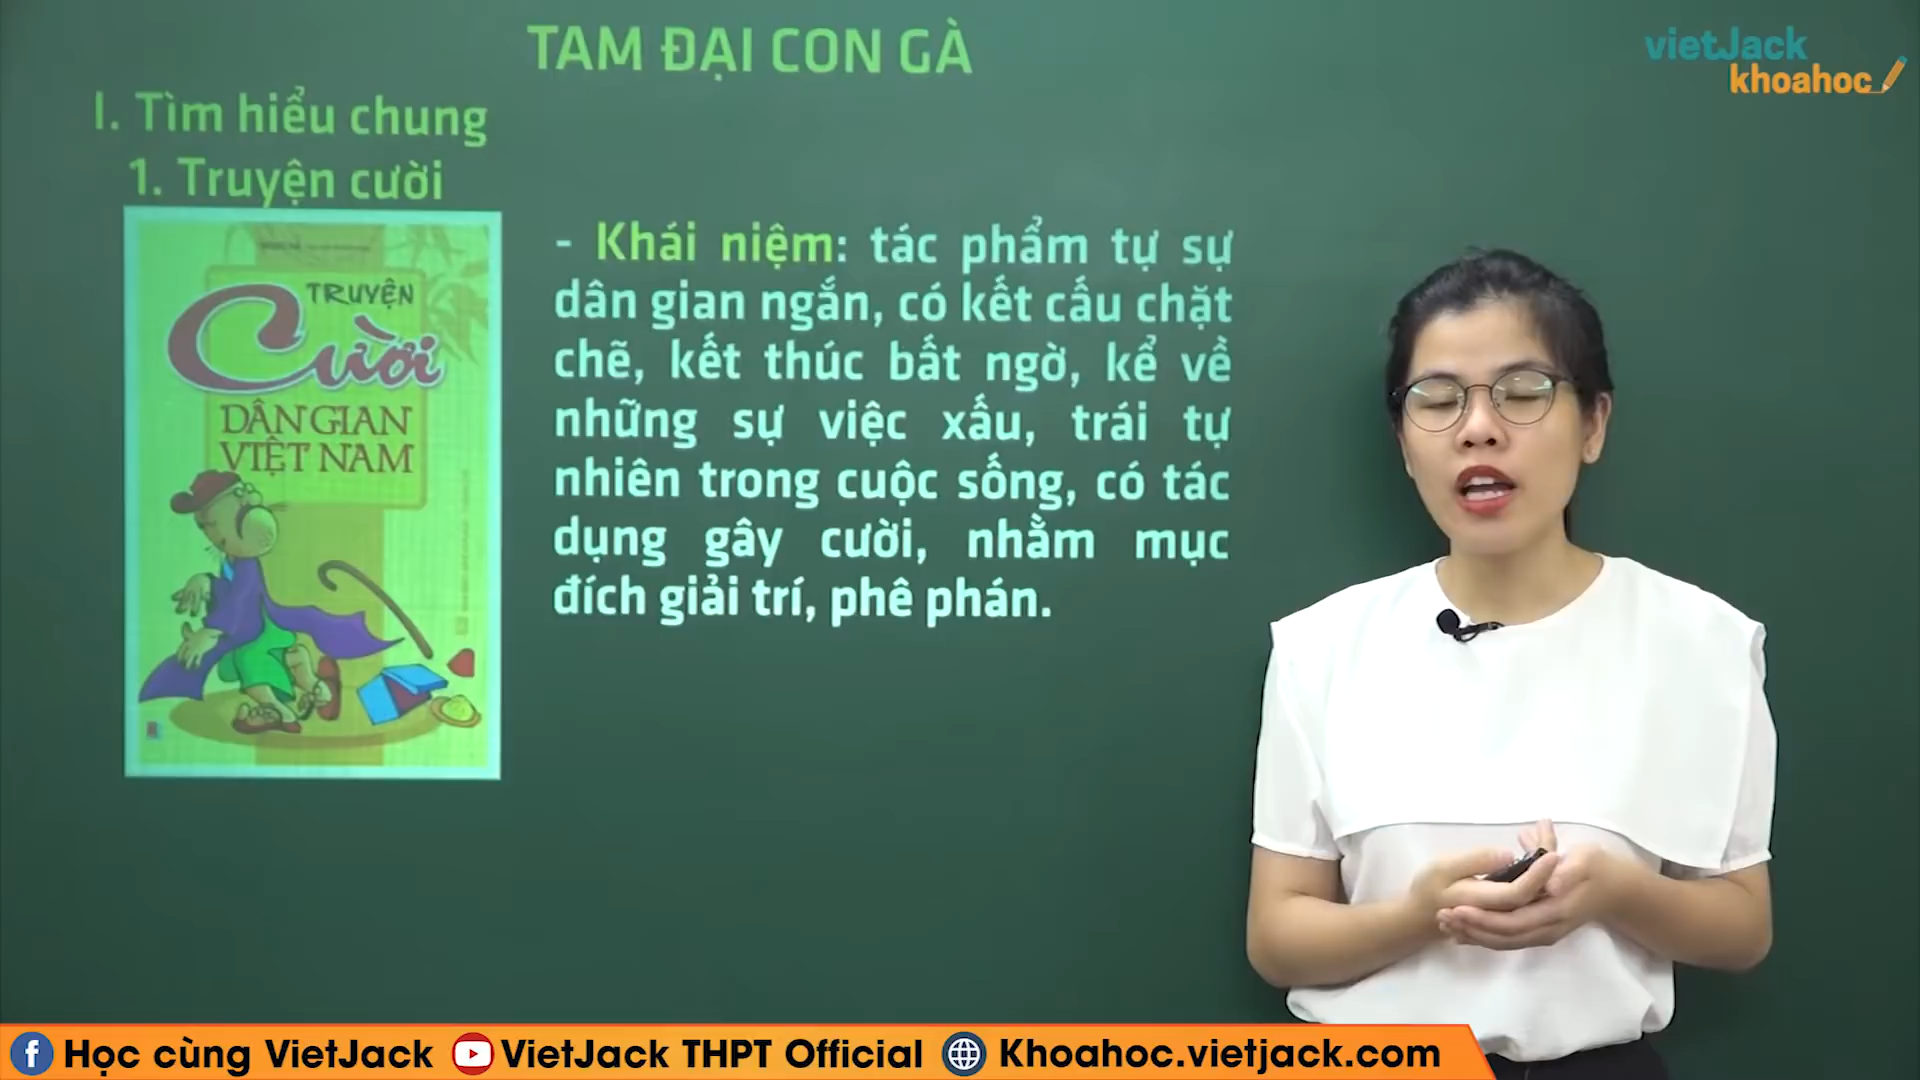 TAM ĐẠI CON GÀ
vietJack
khoahoc
I. Tìm hiểu chung
1. Truyện cười
TRUYỆN
Cười
DÂN GIAN
VIỆT NAM
- Khái niệm: tác phẩm tự sự
dân gian ngắn, có kết cấu chặt
chẽ, kết thúc bất ngờ, kể về
những sự việc xấu, trái tự
nhiên trong cuộc sống, có tác
dụng gây cười, nhằm mục
đích giải trí, phê phán.
Học cùng VietJack
VietJack THPT Official
Khoahoc.vietjack.com